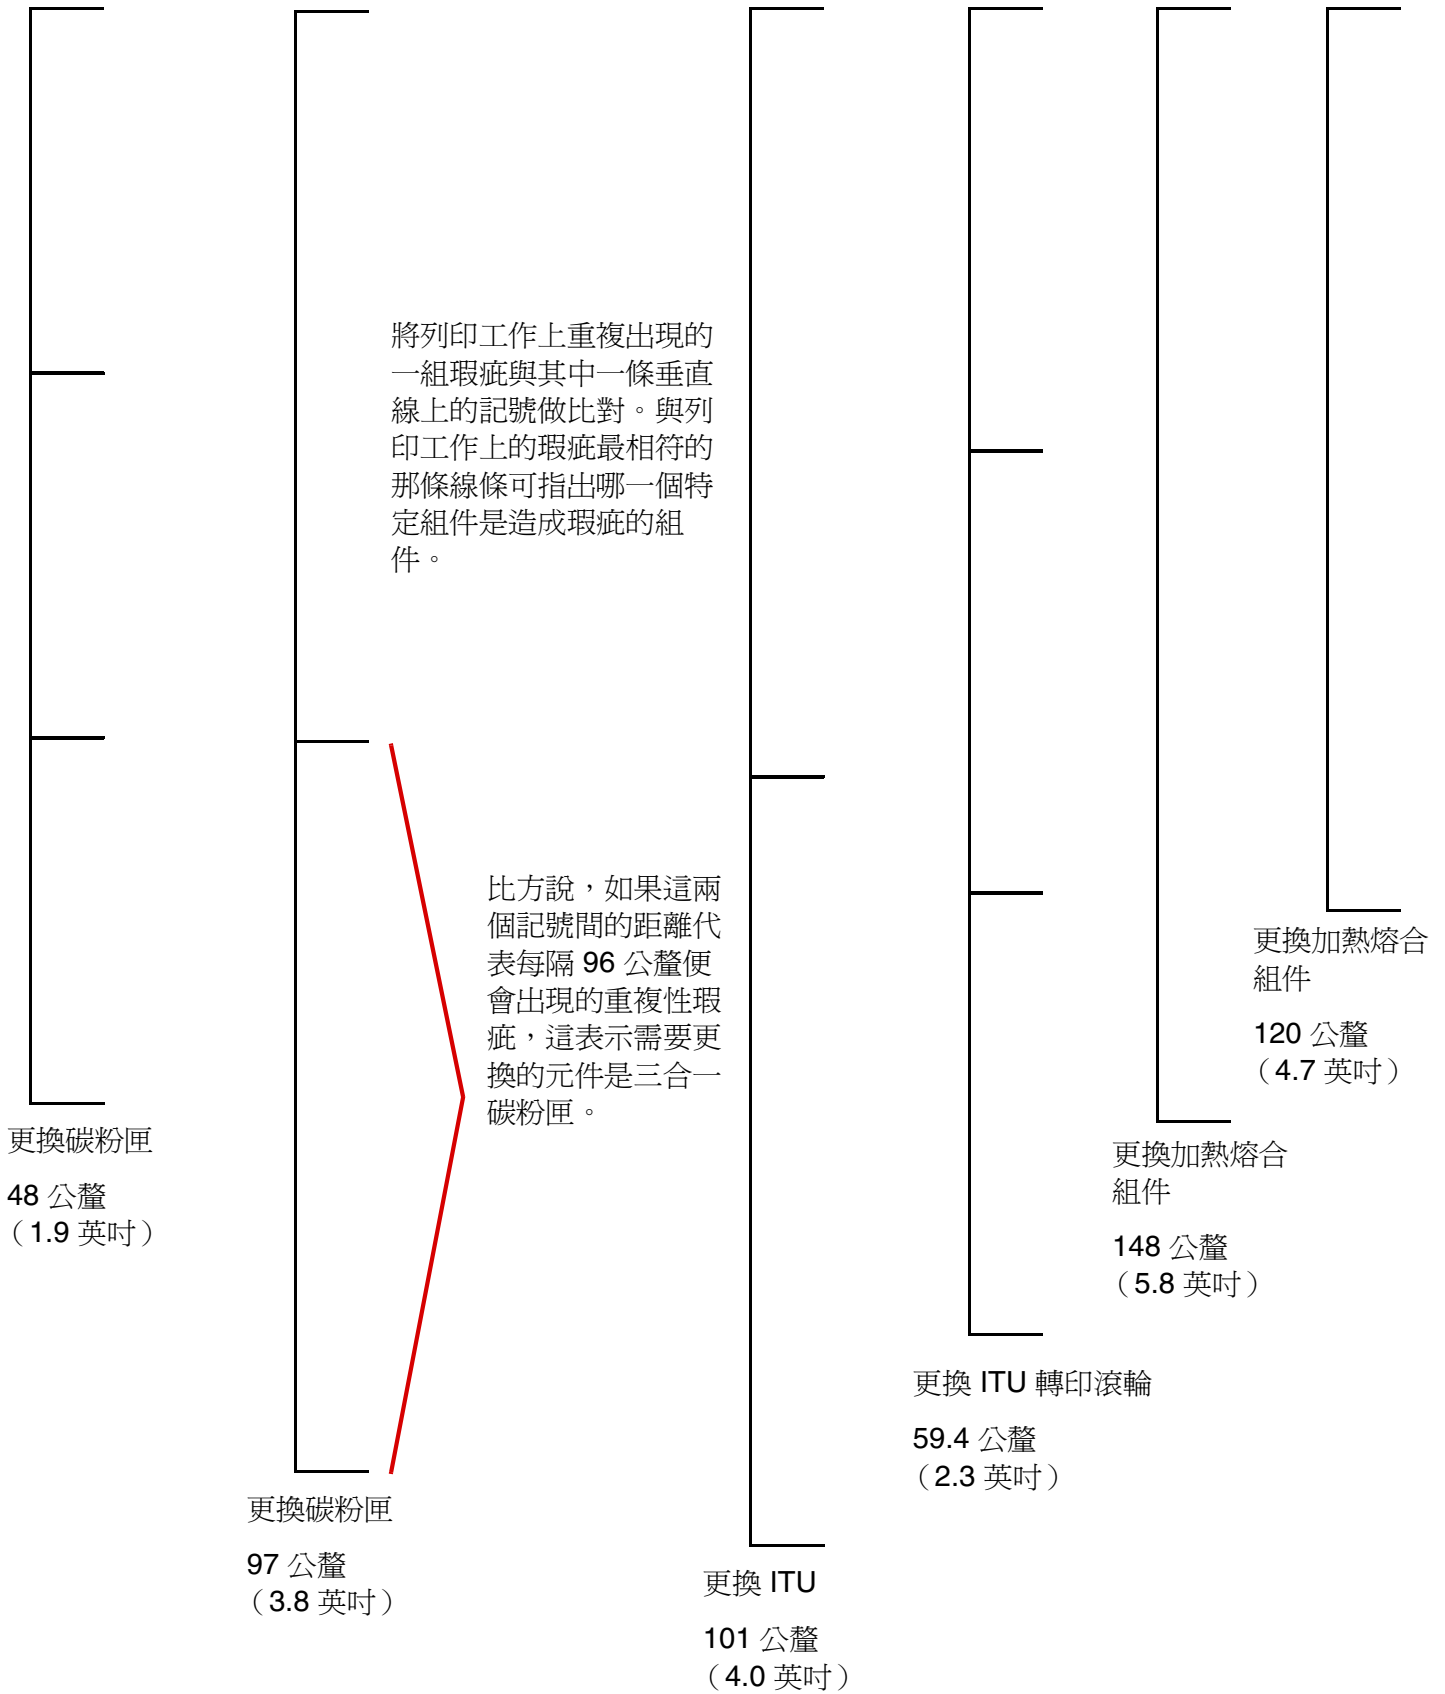 將列印工作上重複出現的
一組瑕疵與其中一條垂直
線上的記號做比對。與列
印工作上的瑕疵最相符的
那條線條可指出哪一個特
定組件是造成瑕疵的組
件。
比方說，如果這兩
個記號間的距離代
表每隔 96 公釐便
會出現的重複性瑕
疵，這表示需要更
換的元件是三合一
碳粉匣。
更換碳粉匣
48 公釐
（1.9 英吋）
更換碳粉匣
97 公釐
（3.8 英吋）
更換 ITU
101 公釐
（4.0 英吋）
更換 ITU 轉印滾輪
59.4 公釐
（2.3 英吋）
更換加熱熔合
組件
148 公釐
（5.8 英吋）
更換加熱熔合
組件
120 公釐
（4.7 英吋）